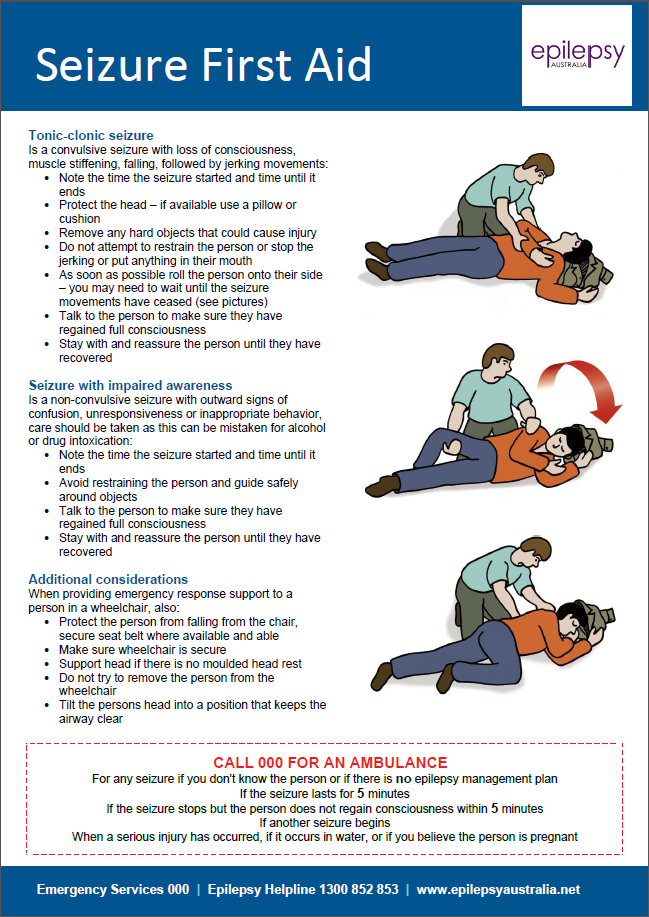 Seizure First Aid
epilepsy
AUSTRALIA
Tonic-clonic seizure
Is a convulsive seizure with loss of consciousness,
muscle stiffening, falling, followed by jerking movements:
• Note the time the seizure started and time until it
ends
• Protect the head – if available use a pillow or
cushion
• Remove any hard objects that could cause injury
• Do not attempt to restrain the person or stop the
jerking or put anything in their mouth
• As soon as possible roll the person onto their side
– you may need to wait until the seizure
movements have ceased (see pictures)
• Talk to the person to make sure they have
regained full consciousness
• Stay with and reassure the person until they have
recovered
Seizure with impaired awareness
Is a non-convulsive seizure with outward signs of
confusion, unresponsiveness or inappropriate behavior,
care should be taken as this can be mistaken for alcohol
or drug intoxication:
• Note the time the seizure started and time until it
ends
• Avoid restraining the person and guide safely
around objects
• Talk to the person to make sure they have
regained full consciousness
• Stay with and reassure the person until they have
recovered
Additional considerations
When providing emergency response support to a
person in a wheelchair, also:
• Protect the person from falling from the chair,
secure seat belt where available and able
• Make sure wheelchair is secure
• Support head if there is no moulded head rest
• Do not try to remove the person from the
wheelchair
• Tilt the persons head into a position that keeps the
airway clear
CALL 000 FOR AN AMBULANCE
For any seizure if you don't know the person or if there is no epilepsy management plan
If the seizure lasts for 5 minutes
If the seizure stops but the person does not regain consciousness within 5 minutes
If another seizure begins
When a serious injury has occurred, if it occurs in water, or if you believe the person is pregnant
Emergency Services 000 | Epilepsy Helpline 1300 852 853 | www.epilepsyaustralia.net